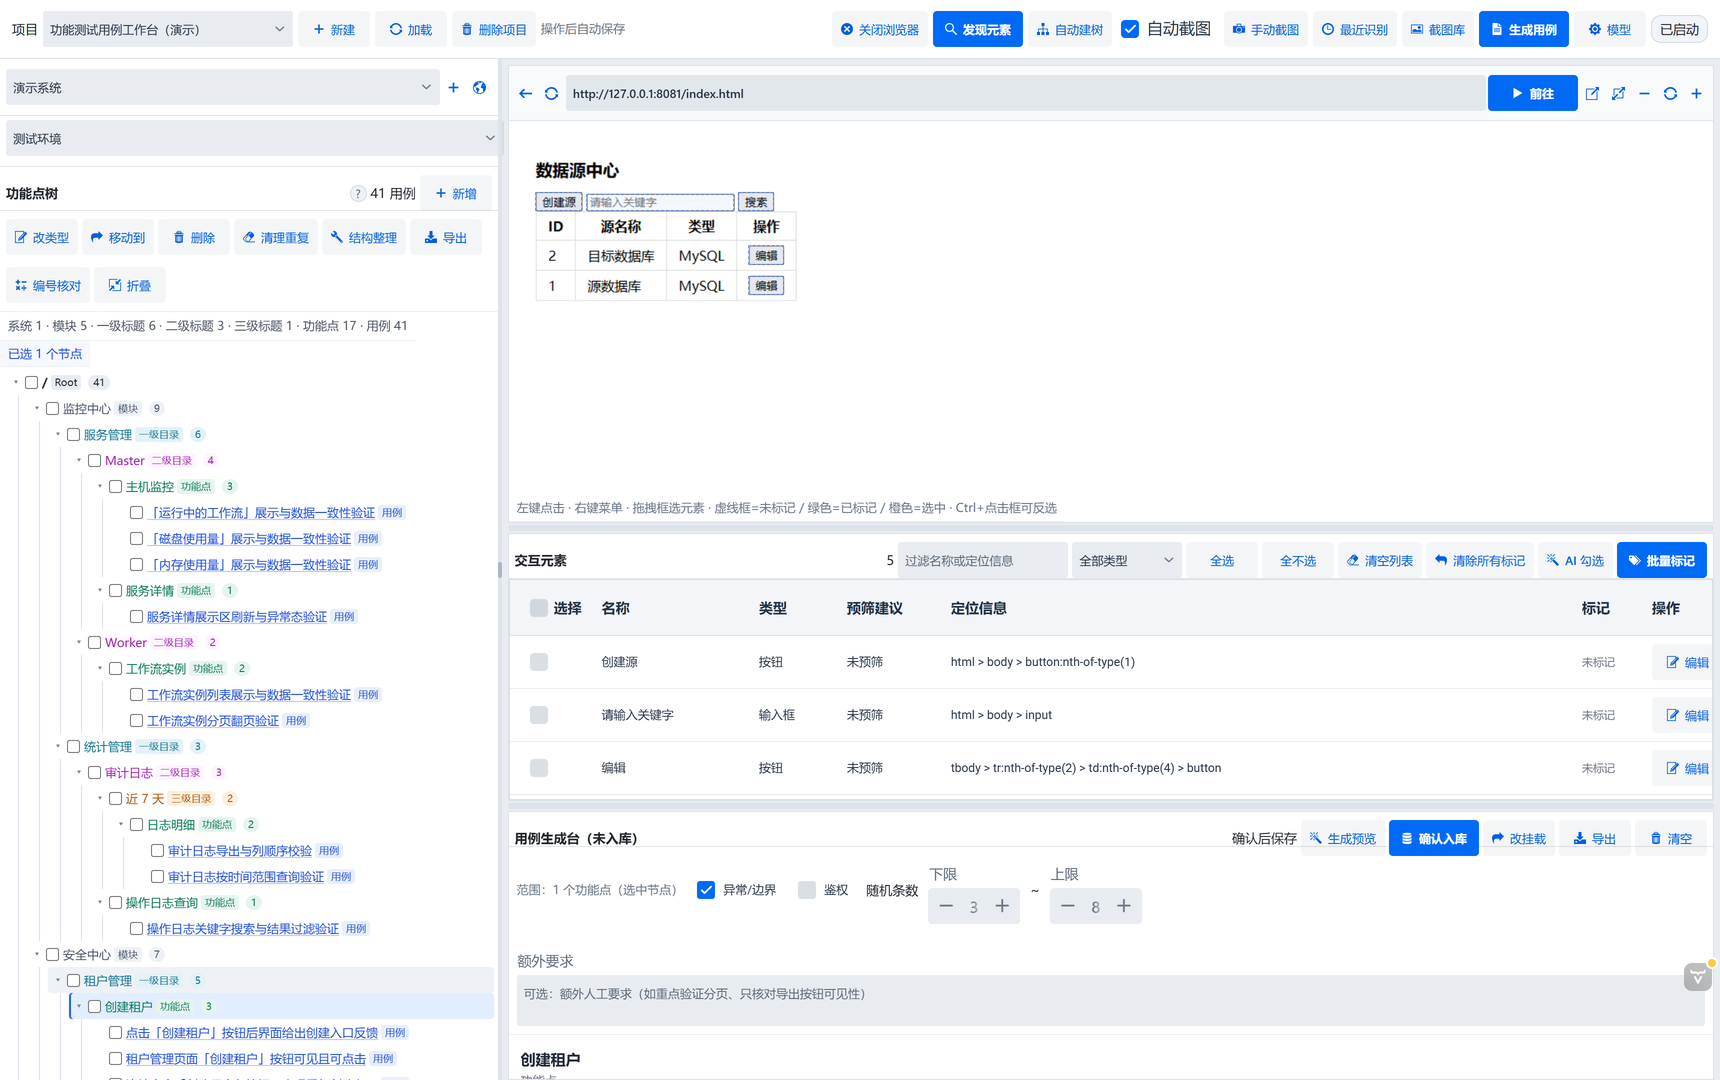 项目 功能测试用例工作台（演示） 新建 加载 删除项目 操作后自动保存 关闭浏览器 发现元素 自动建树 自动截图 手动截图 最近识别 截图库 生成用例 模型 已启动
演示系统
测试环境
功能点树 ? 41 用例 新增
改类型 移动到 删除 清理重复 结构整理 导出
编号核对 折叠
系统 1 · 模块 5 · 一级标题 6 · 二级标题 3 · 三级标题 1 · 功能点 17 · 用例 41
已选 1 个节点
/ Root 41
监控中心 模块 9
服务管理 一级目录 6
Master 二级目录 4
主机监控 功能点 3
「运行中的工作流」展示与数据一致性验证 用例
「磁盘使用量」展示与数据一致性验证 用例
「内存使用量」展示与数据一致性验证 用例
服务详情 功能点 1
服务详情展示区刷新与异常态验证 用例
Worker 二级目录 2
工作流实例 功能点 2
工作流实例列表展示与数据一致性验证 用例
工作流实例分页翻页验证 用例
统计管理 一级目录 3
审计日志 二级目录 3
近 7 天 三级目录 2
日志明细 功能点 2
审计日志导出与列顺序校验 用例
审计日志按时间范围查询验证 用例
操作日志查询 功能点 1
操作日志关键字搜索与结果过滤验证 用例
安全中心 模块 7
租户管理 一级目录 5
创建租户 功能点 3
点击「创建租户」按钮后界面给出创建入口反馈 用例
租户管理页面「创建租户」按钮可见且可点击 用例
http://127.0.0.1:8081/index.html 前往
数据源中心
创建源 请输入关键字 搜索
ID 源名称 类型 操作
2 目标数据库 MySQL 编辑
1 源数据库 MySQL 编辑
左键点击 · 右键菜单 · 拖拽框选元素 · 虚线框=未标记 / 绿色=已标记 / 橙色=选中 · Ctrl+点击框可反选
交互元素 5 过滤名称或定位信息 全部类型 全选 全不选 清空列表 清除所有标记 AI 勾选 批量标记
选择 名称 类型 预筛建议 定位信息 标记 操作
创建源 按钮 未预筛 html > body > button:nth-of-type(1) 未标记 编辑
请输入关键字 输入框 未预筛 html > body > input 未标记 编辑
编辑 按钮 未预筛 tbody > tr:nth-of-type(2) > td:nth-of-type(4) > button 未标记 编辑
用例生成台（未入库） 确认后保存 生成预览 确认入库 改挂载 导出 清空
范围：1 个功能点（选中节点） 异常/边界 鉴权 随机条数 下限 3 ~ 上限 8
额外要求
可选：额外人工要求（如重点验证分页、只核对导出按钮可见性）
创建租户